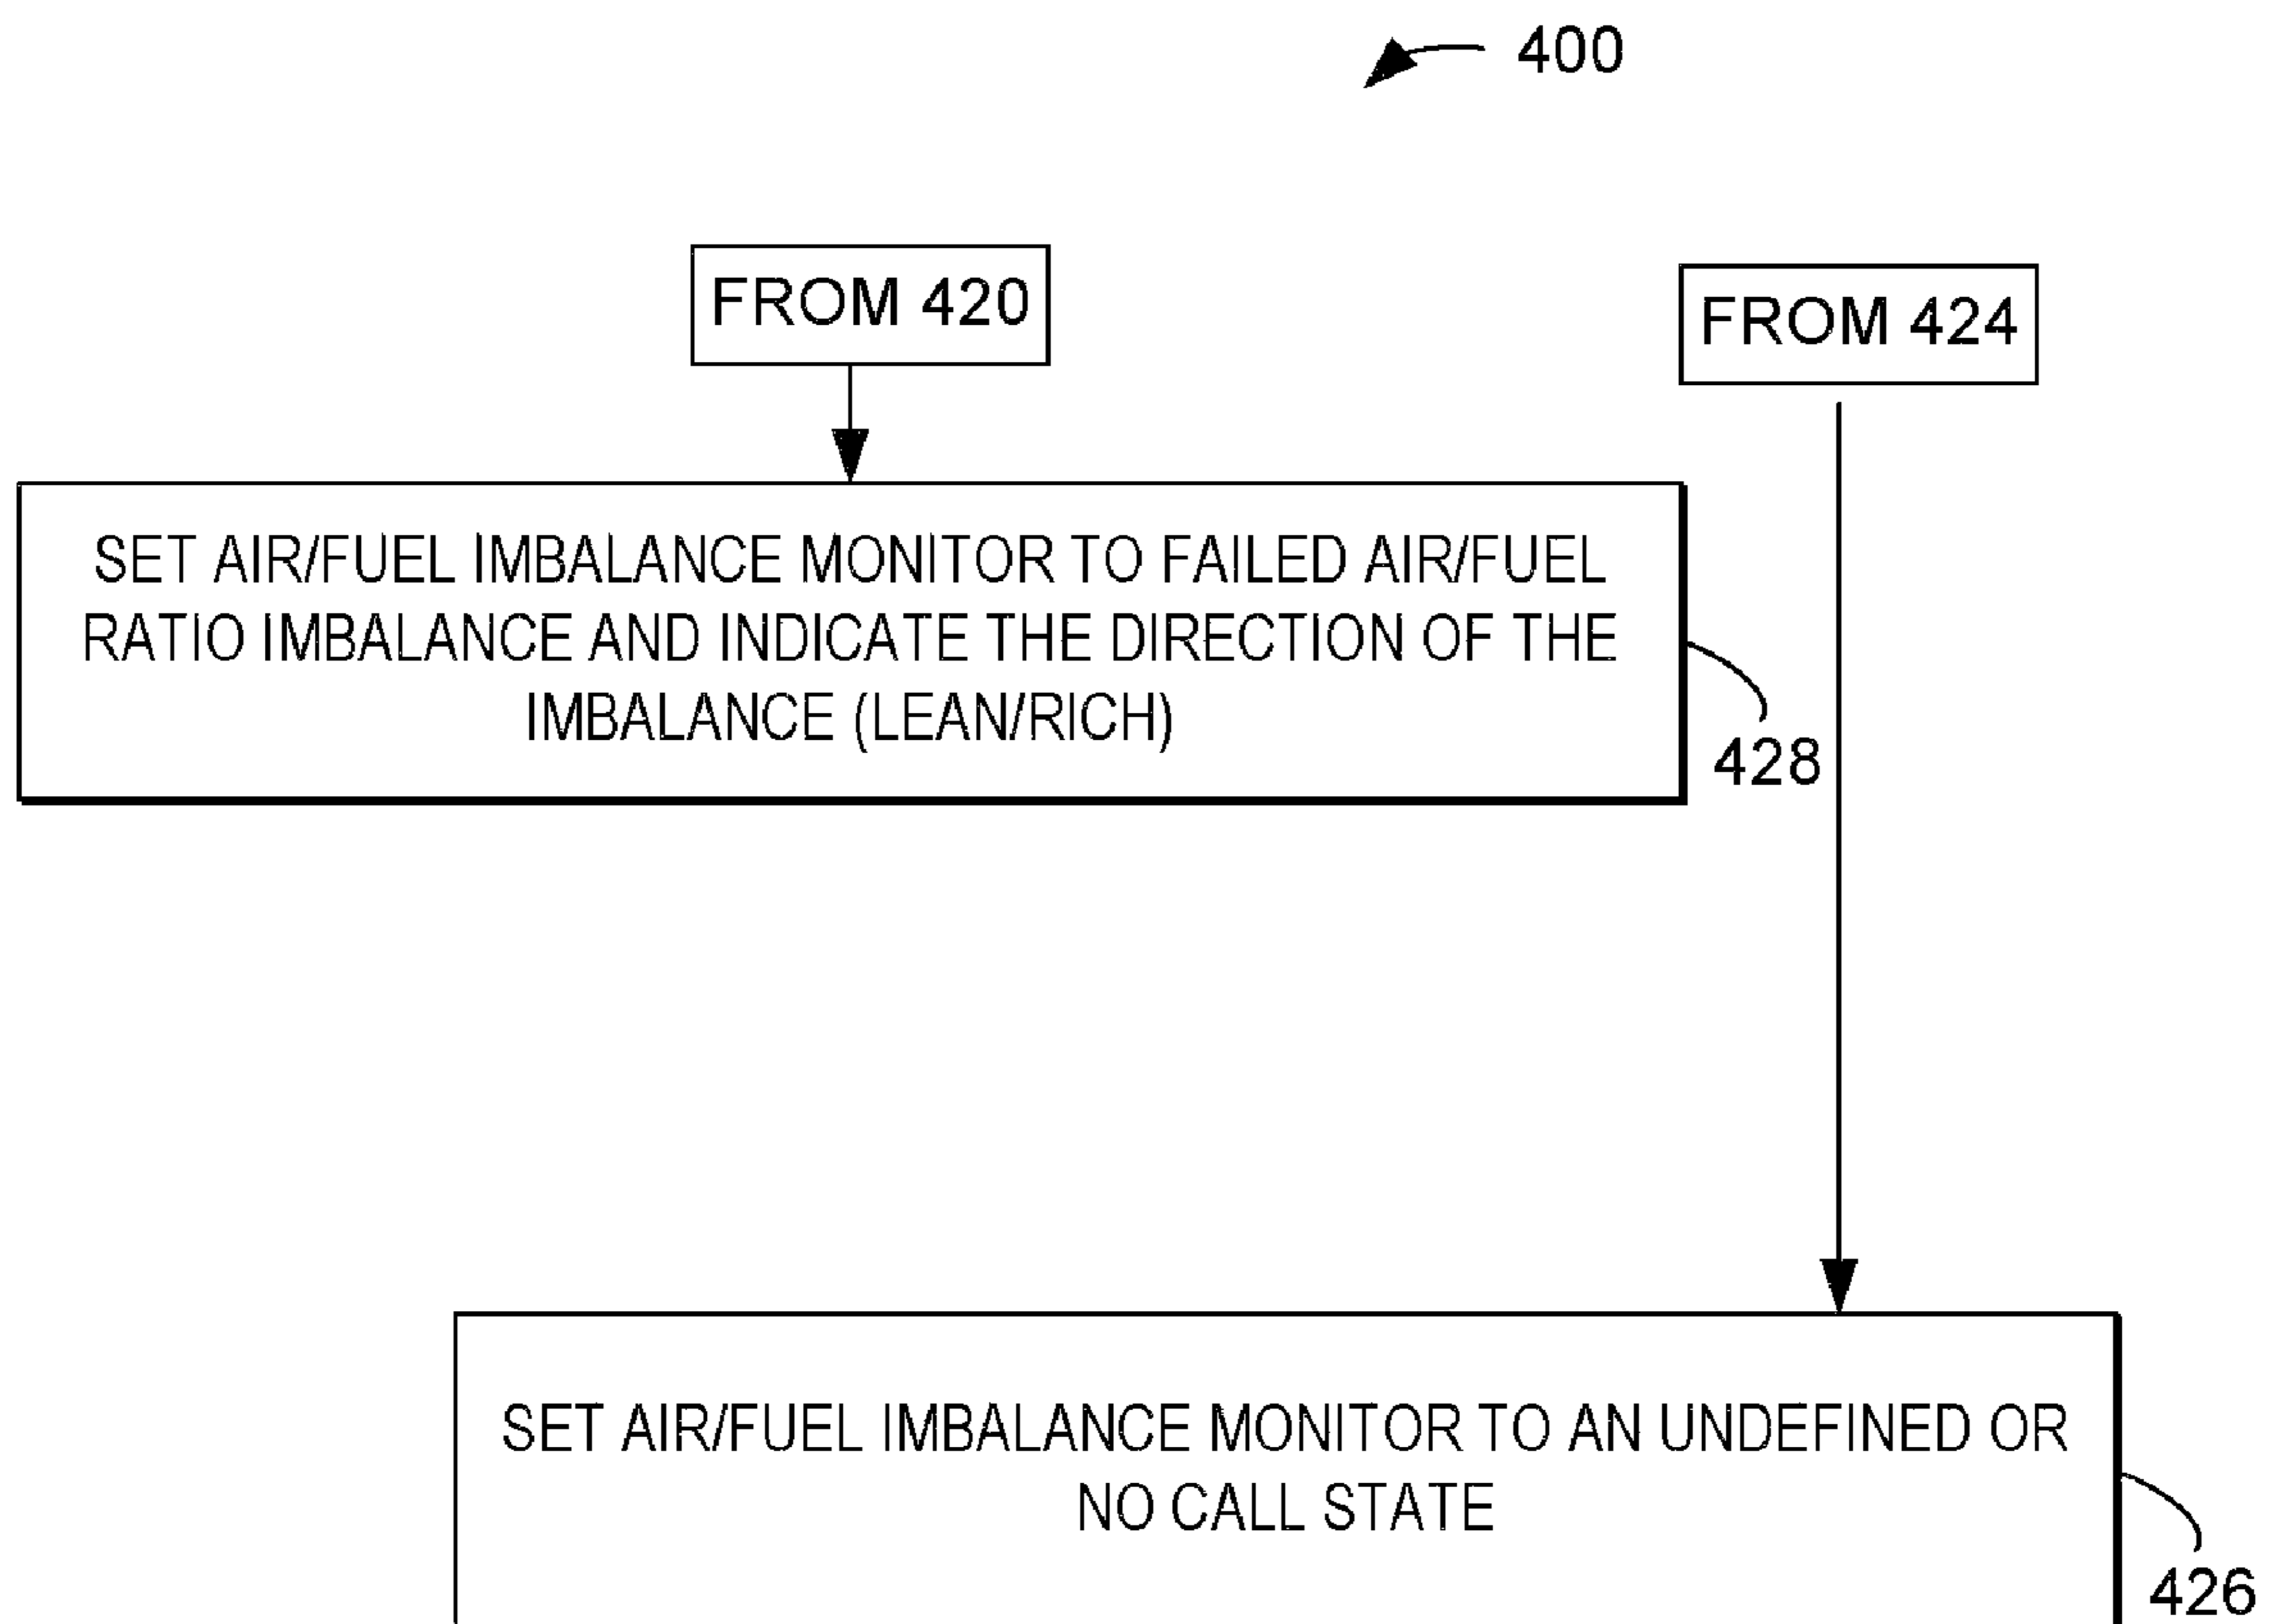 400
FROM 420
FROM 424
SET AIR/FUEL IMBALANCE MONITOR TO FAILED AIR/FUEL
RATIO IMBALANCE AND INDICATE THE DIRECTION OF THE
IMBALANCE (LEAN/RICH)
428
SET AIR/FUEL IMBALANCE MONITOR TO AN UNDEFINED OR
NO CALL STATE
426